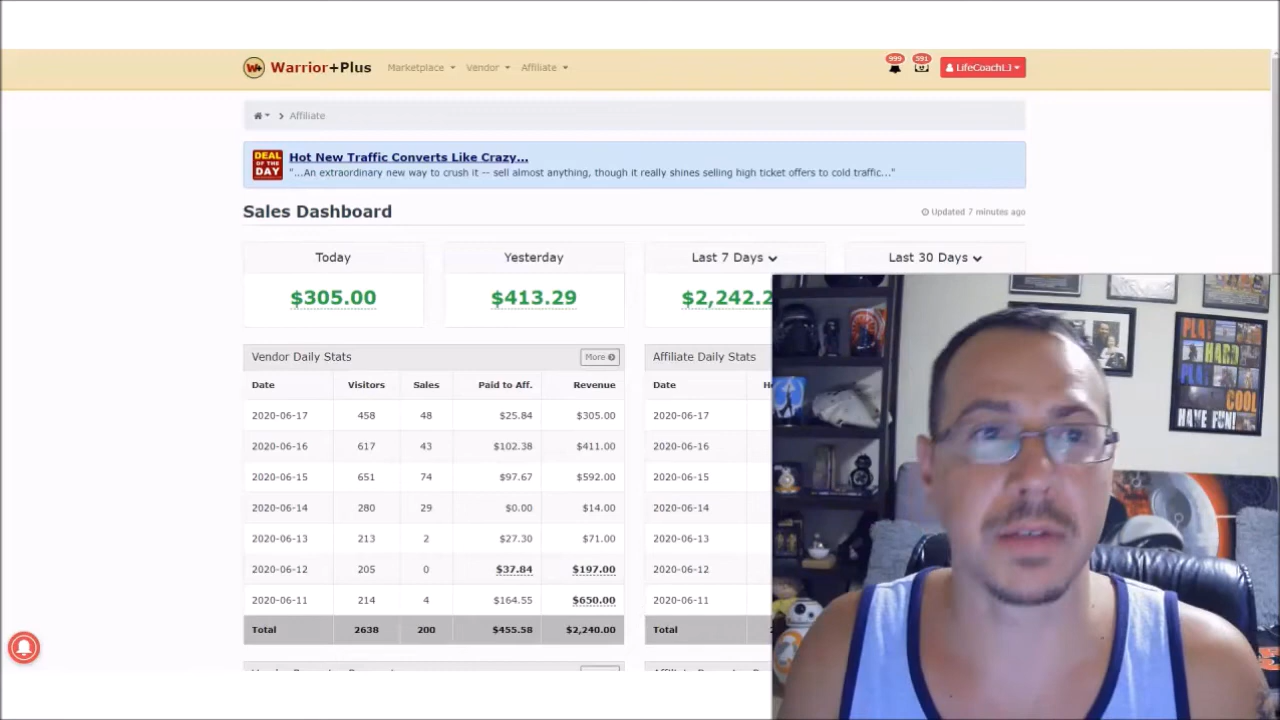 Warrior+Plus Marketplace Vendor Affiliate 999 591 LifeCoachLJ
Affiliate
DEAL OF THE DAY
Hot New Traffic Converts Like Crazy...
"...An extraordinary new way to crush it -- sell almost anything, though it really shines selling high ticket offers to cold traffic..."
Sales Dashboard Updated 7 minutes ago
Today Yesterday Last 7 Days Last 30 Days
$305.00 $413.29 $2,242.2
Vendor Daily Stats More Affiliate Daily Stats
Date Visitors Sales Paid to Aff. Revenue Date
2020-06-17 458 48 $25.84 $305.00 2020-06-17
2020-06-16 617 43 $102.38 $411.00 2020-06-16
2020-06-15 651 74 $97.67 $592.00 2020-06-15
2020-06-14 280 29 $0.00 $14.00 2020-06-14
2020-06-13 213 2 $27.30 $71.00 2020-06-13
2020-06-12 205 0 $37.84 $197.00 2020-06-12
2020-06-11 214 4 $164.55 $650.00 2020-06-11
Total 2638 200 $455.58 $2,240.00 Total
PLAY
HARD
COOL
HAVE FUN!